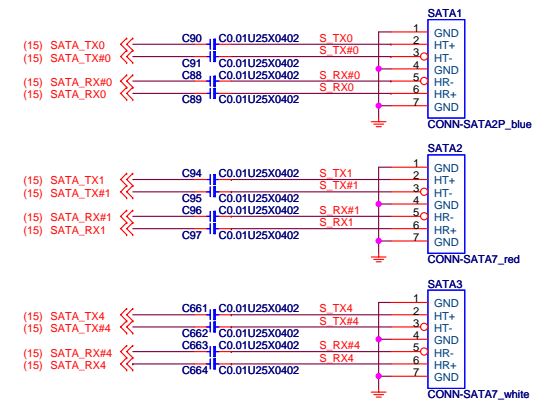 SATA1
C90 C0.01U25X0402 S_TX0 1 GND
(15) SATA_TX0 2 HT+
(15) SATA_TX#0 S_TX#0 3 HT-
C91 C0.01U25X0402 4 GND
C88 C0.01U25X0402 S_RX#0
(15) SATA_RX#0 5 HR-
(15) SATA_RX0 S_RX0 6 HR+
C89 C0.01U25X0402 7 GND
CONN-SATA2P_blue
SATA2
C94 C0.01U25X0402 S_TX1 1 GND
(15) SATA_TX1 2 HT+
(15) SATA_TX#1 S_TX#1 3 HT-
C95 C0.01U25X0402 4 GND
C96 C0.01U25X0402 S_RX#1
(15) SATA_RX#1 5 HR-
(15) SATA_RX1 S_RX1 6 HR+
C97 C0.01U25X0402 7 GND
CONN-SATA7_red
SATA3
C661 C0.01U25X0402 S_TX4 1 GND
(15) SATA_TX4 2 HT+
(15) SATA_TX#4 S_TX#4 3 HT-
C662 C0.01U25X0402 4 GND
C663 C0.01U25X0402 S_RX#4
(15) SATA_RX#4 5 HR-
(15) SATA_RX4 S_RX4 6 HR+
C664 C0.01U25X0402 7 GND
CONN-SATA7_white